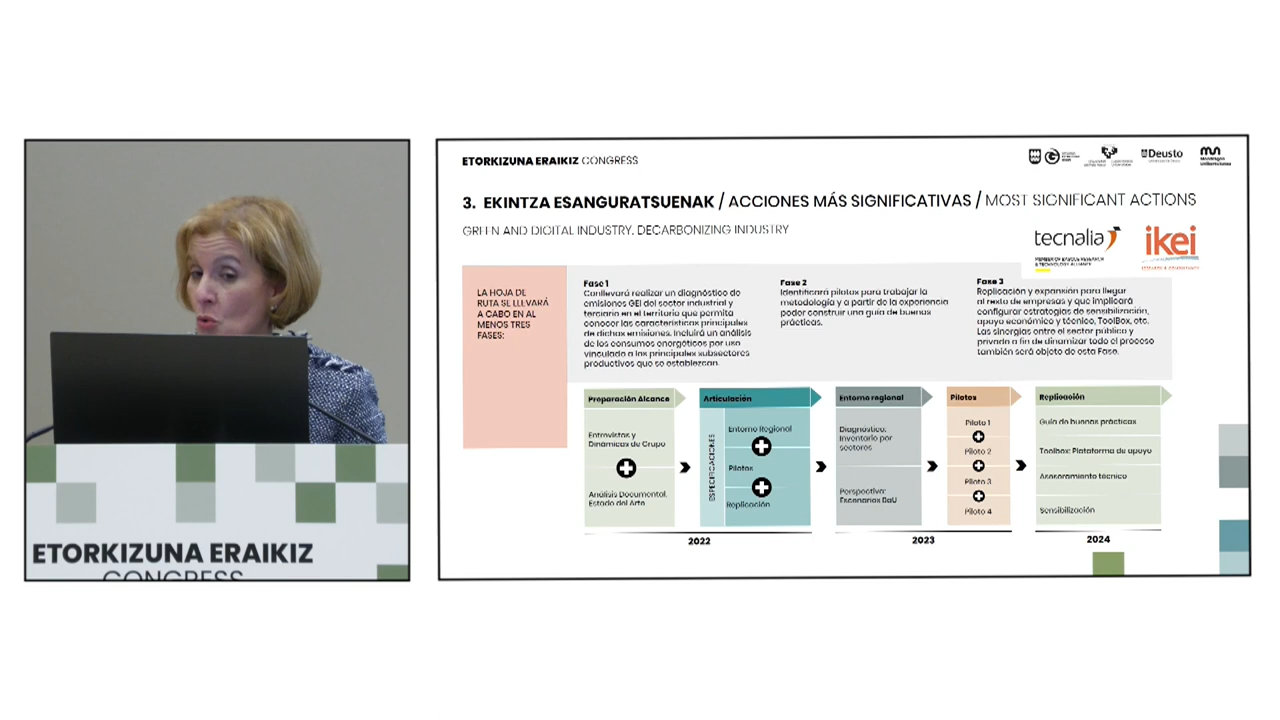 ETORKIZUNA ERAIKIZ
CONGRESS
ETORKIZUNA ERAIKIZ CONGRESS
Deusto
3. EKINTZA ESANGURATSUENAK / ACCIONES MÁS SIGNIFICATIVAS / MOST SIGNIFICANT ACTIONS
GREEN AND DIGITAL INDUSTRY. DECARBONIZING INDUSTRY
tecnalia
MEMBER OF BASQUE RESEARCH
& TECHNOLOGY ALLIANCE
ikei
RESEARCH & CONSULTANCY
LA HOJA DE
RUTA SE LLEVARÁ
A CABO EN AL
MENOS TRES
FASES:
Fase 1
Conllevará realizar un diagnóstico de
emisiones GEI del sector industrial y
terciario en el territorio que permita
conocer las características principales
de dichas emisiones. Incluirá un análisis
de los consumos energéticos por uso
vinculado a los principales subsectores
productivos que se establezcan.
Fase 2
Identificará pilotos para trabajar la
metodología y a partir de la experiencia
poder construir una guía de buenas
prácticas.
Fase 3
Replicación y expansión para llegar
al resto de empresas y que implicará
configurar estrategias de sensibilización,
apoyo económico y técnico, ToolBox, etc.
Las sinergias entre el sector público y
privado a fin de dinamizar todo el proceso
también será objeto de esta Fase.
Preparación Alcance
Entrevistas y
Dinámicas de Grupo
Análisis Documental.
Estado del Arte
Articulación
ESPECIFICACIONES
Entorno Regional
Pilotos
Replicación
2022
Entorno regional
Diagnóstico:
Inventario por
sectores
Perspectiva:
Escenarios BaU
Pilotos
Piloto 1
Piloto 2
Piloto 3
Piloto 4
2023
Replicación
Guía de buenas prácticas
Toolbox: Plataforma de apoyo
Asesoramiento técnico
Sensibilización
2024